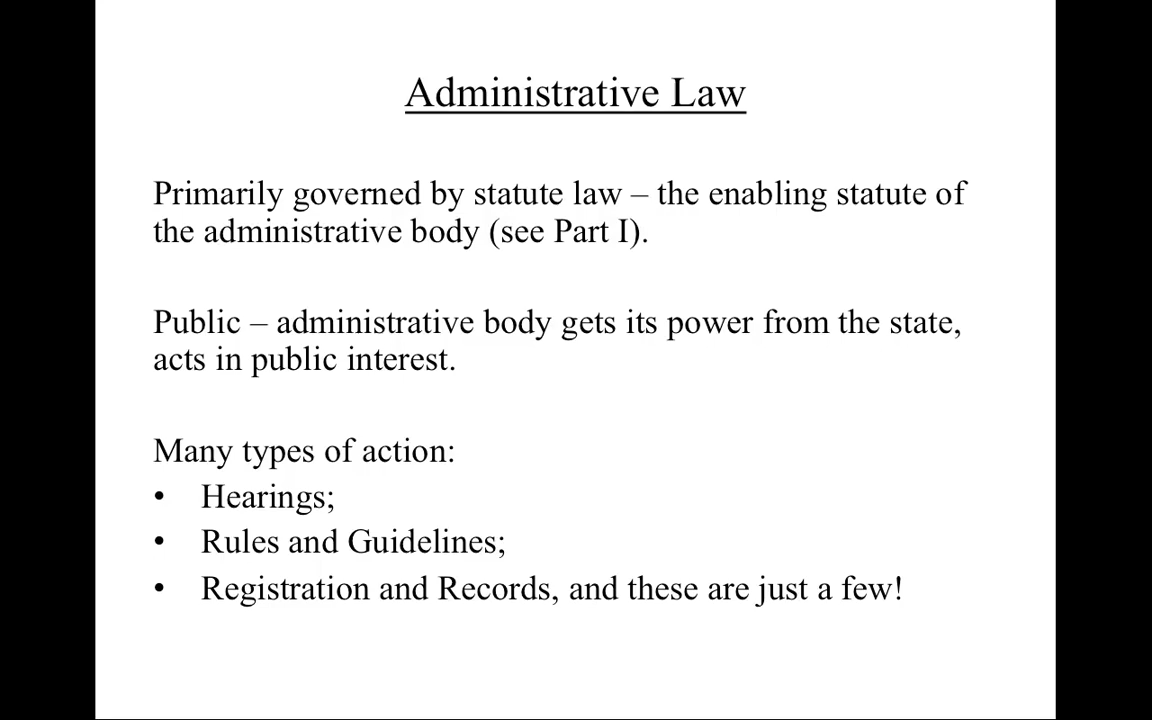 Administrative Law
Primarily governed by statute law – the enabling statute of
the administrative body (see Part I).
Public – administrative body gets its power from the state,
acts in public interest.
Many types of action:
• Hearings;
• Rules and Guidelines;
• Registration and Records, and these are just a few!